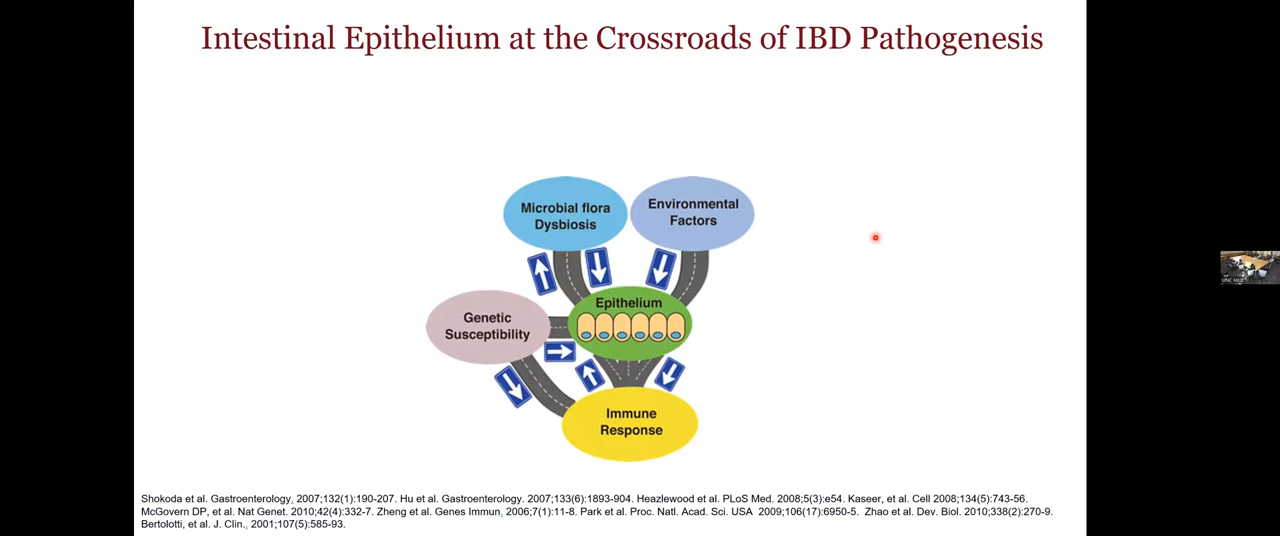 Intestinal Epithelium at the Crossroads of IBD Pathogenesis
Microbial flora
Dysbiosis
Environmental
Factors
Epithelium
Genetic
Susceptibility
Immune
Response
UNC Host
Shokoda et al. Gastroenterology. 2007;132(1):190-207. Hu et al. Gastroenterology. 2007;133(6):1893-904. Heazlewood et al. PLoS Med. 2008;5(3):e54. Kaseer, et al. Cell 2008;134(5):743-56.
McGovern DP, et al. Nat Genet. 2010;42(4):332-7. Zheng et al. Genes Immun. 2006;7(1):11-8. Park et al. Proc. Natl. Acad. Sci. USA 2009;106(17):6950-5. Zhao et al. Dev. Biol. 2010;338(2):270-9.
Bertolotti, et al. J. Clin., 2001;107(5):585-93.